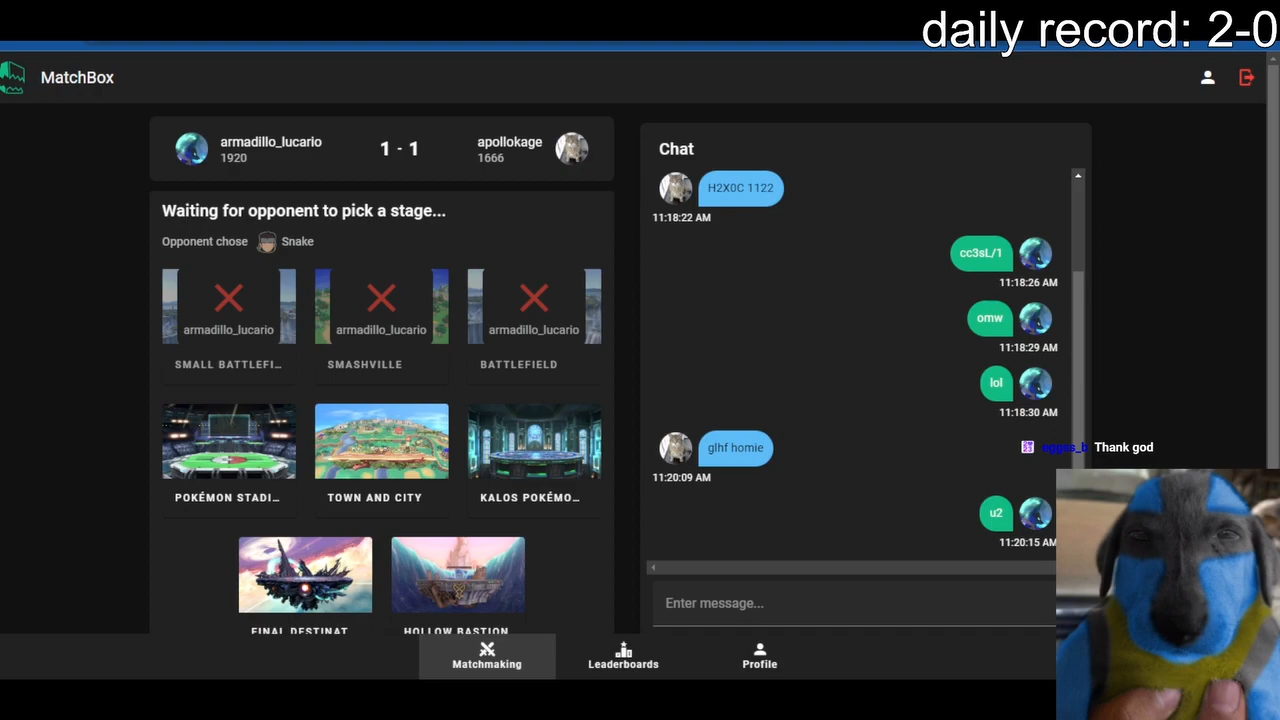 daily record: 2-0
MatchBox
armadillo_lucario
1920
1 - 1
apollokage
1666
Waiting for opponent to pick a stage...
Opponent chose Snake
armadillo_lucario
armadillo_lucario
armadillo_lucario
SMALL BATTLEFI...
SMASHVILLE
BATTLEFIELD
POKÉMON STADI...
TOWN AND CITY
KALOS POKÉMO...
FINAL DESTINAT
HOLLOW BASTION
Chat
H2X0C 1122
11:18:22 AM
cc3sL/1
11:18:26 AM
omw
11:18:29 AM
lol
11:18:30 AM
glhf homie
11:20:09 AM
Thank god
u2
11:20:15 AM
Enter message...
Matchmaking
Leaderboards
Profile